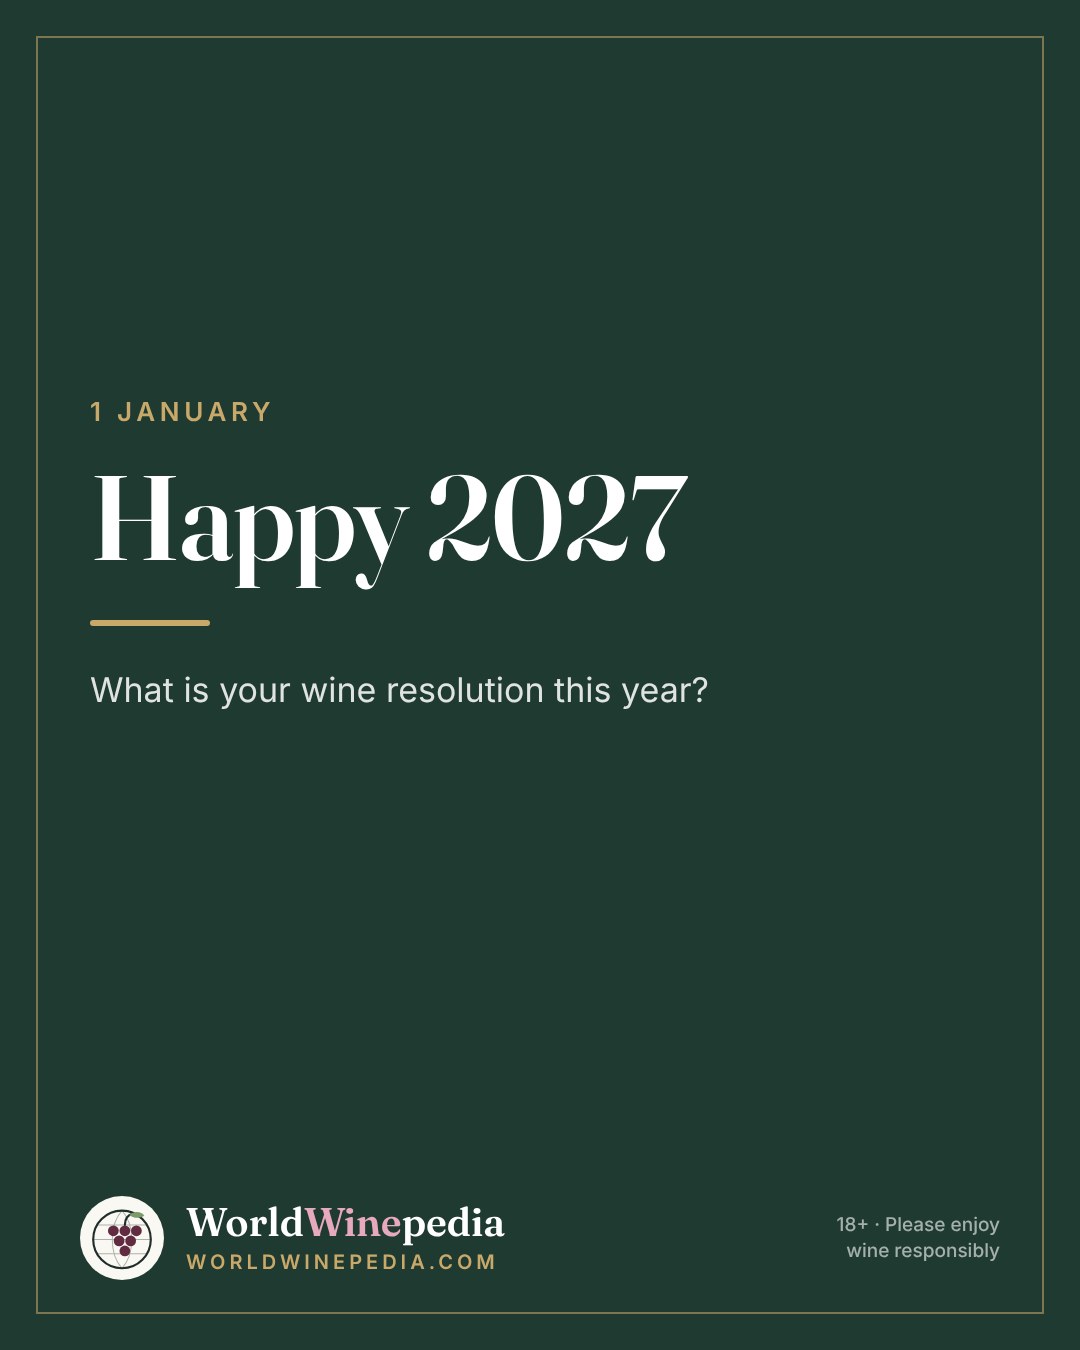 1 JANUARY
Happy 2027
What is your wine resolution this year?
WorldWinepedia
WORLDWINEPEDIA.COM
18+ · Please enjoy
wine responsibly